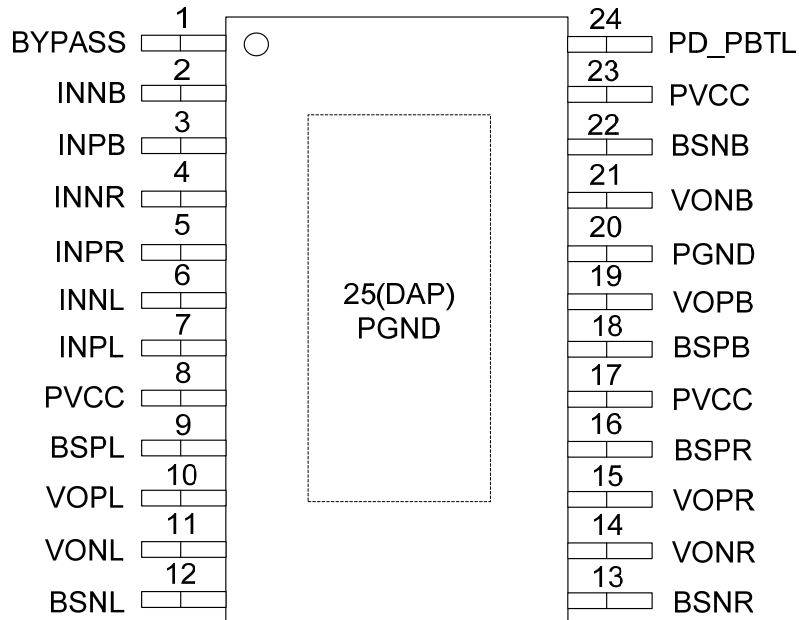 BYPASS 1 24 PD_PBTL
INNB 2 23 PVCC
INPB 3 22 BSNB
INNR 4 21 VONB
INPR 5 20 PGND
INNL 6 19 VOPB
INPL 7 18 BSPB
PVCC 8 17 PVCC
BSPL 9 16 BSPR
VOPL 10 15 VOPR
VONL 11 14 VONR
BSNL 12 13 BSNR
25(DAP)
PGND